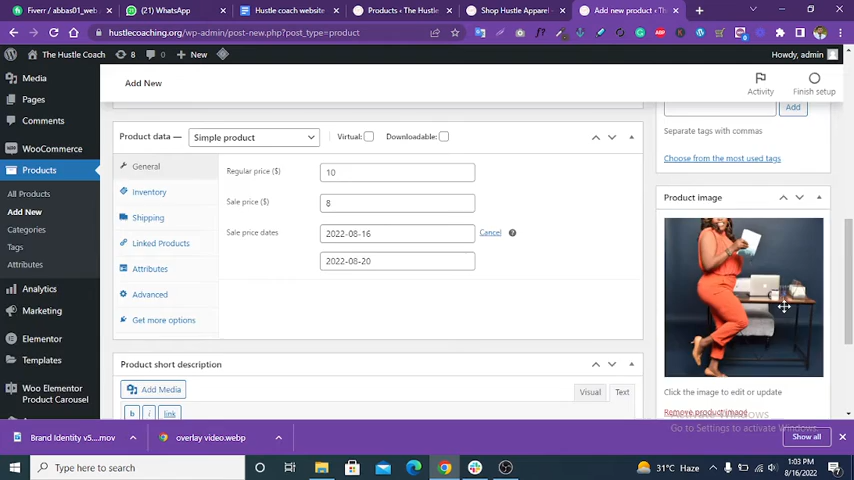 Fiverr / abbas01_web
(21) WhatsApp
Hustle coach website
Products ‹ The Hustle
Shop Hustle Apparel -
Add new product ‹ The
hustlecoaching.org/wp-admin/post-new.php?post_type=product
The Hustle Coach
8
0
New
Howdy, admin
Media
Pages
Comments
WooCommerce
Products
All Products
Add New
Categories
Tags
Attributes
Analytics
Marketing
Elementor
Templates
Woo Elementor
Product Carousel
Add New
Activity
Finish setup
Product data —
Simple product
Virtual:
Downloadable:
General
Inventory
Shipping
Linked Products
Attributes
Advanced
Get more options
Regular price ($)
10
Sale price ($)
8
Sale price dates
2022-08-16
Cancel
2022-08-20
Product short description
Add Media
Visual
Text
b
i
link
Add
Separate tags with commas
Choose from the most used tags
Product image
Click the image to edit or update
Remove product image
Activate Windows
Go to Settings to activate Windows.
Brand Identity v5....mov
overlay video.webp
Show all
Type here to search
31°C Haze
1:03 PM
8/16/2022